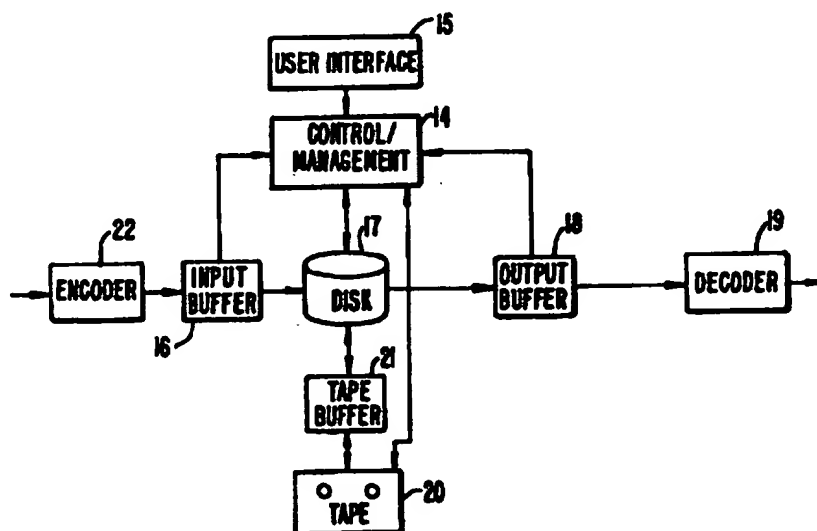 15
USER INTERFACE
14
CONTROL/
MANAGEMENT
22
ENCODER
INPUT
BUFFER
16
17
DISK
18
OUTPUT
BUFFER
19
DECODER
21
TAPE
BUFFER
TAPE
20